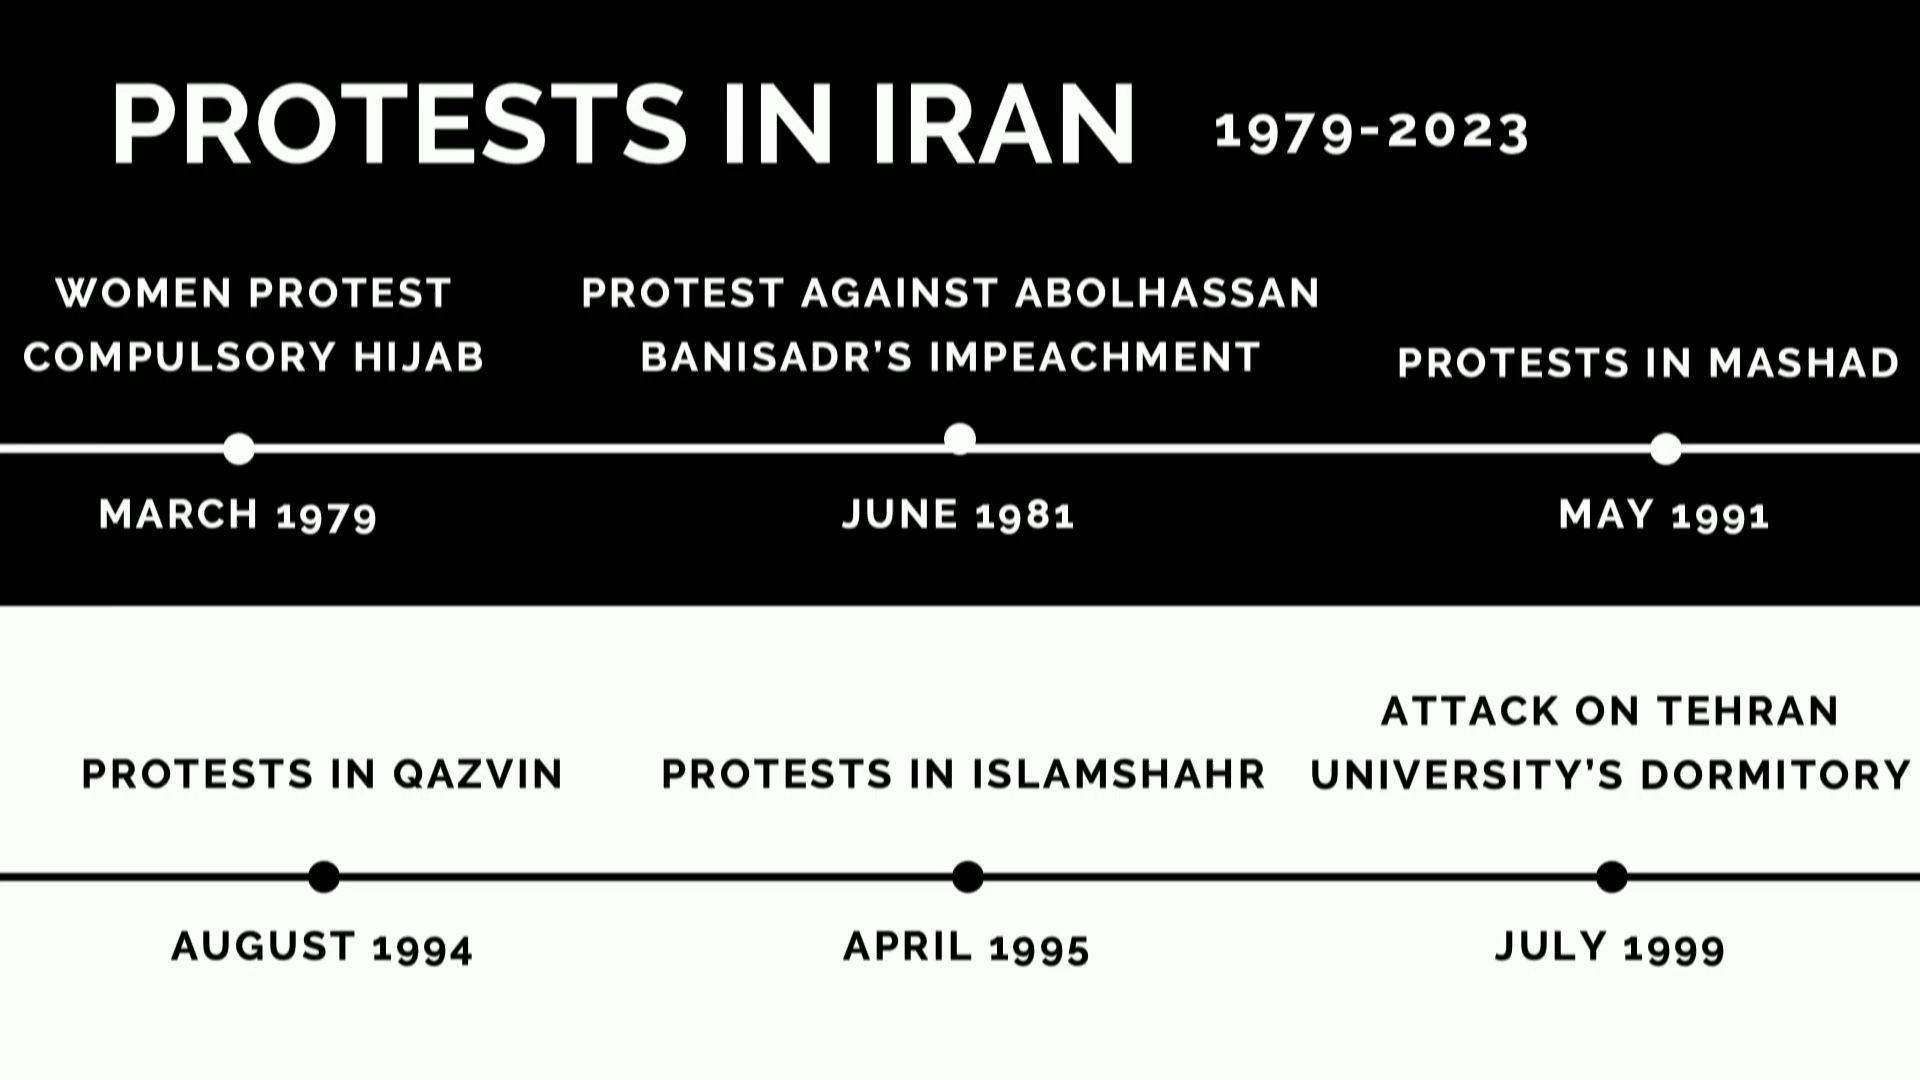 PROTESTS IN IRAN 1979-2023
WOMEN PROTEST
COMPULSORY HIJAB
PROTEST AGAINST ABOLHASSAN
BANISADR'S IMPEACHMENT
PROTESTS IN MASHAD
MARCH 1979
JUNE 1981
MAY 1991
PROTESTS IN QAZVIN
PROTESTS IN ISLAMSHAHR
ATTACK ON TEHRAN
UNIVERSITY'S DORMITORY
AUGUST 1994
APRIL 1995
JULY 1999